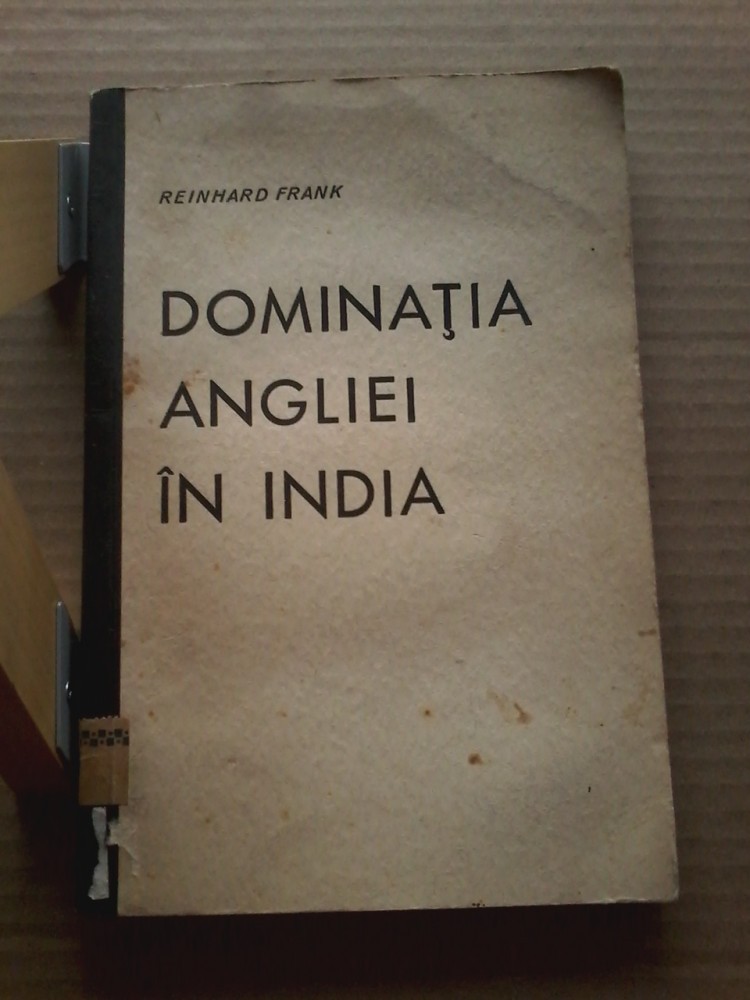 REINHARD FRANK
DOMINAŢIA
ANGLIEI
ÎN INDIA